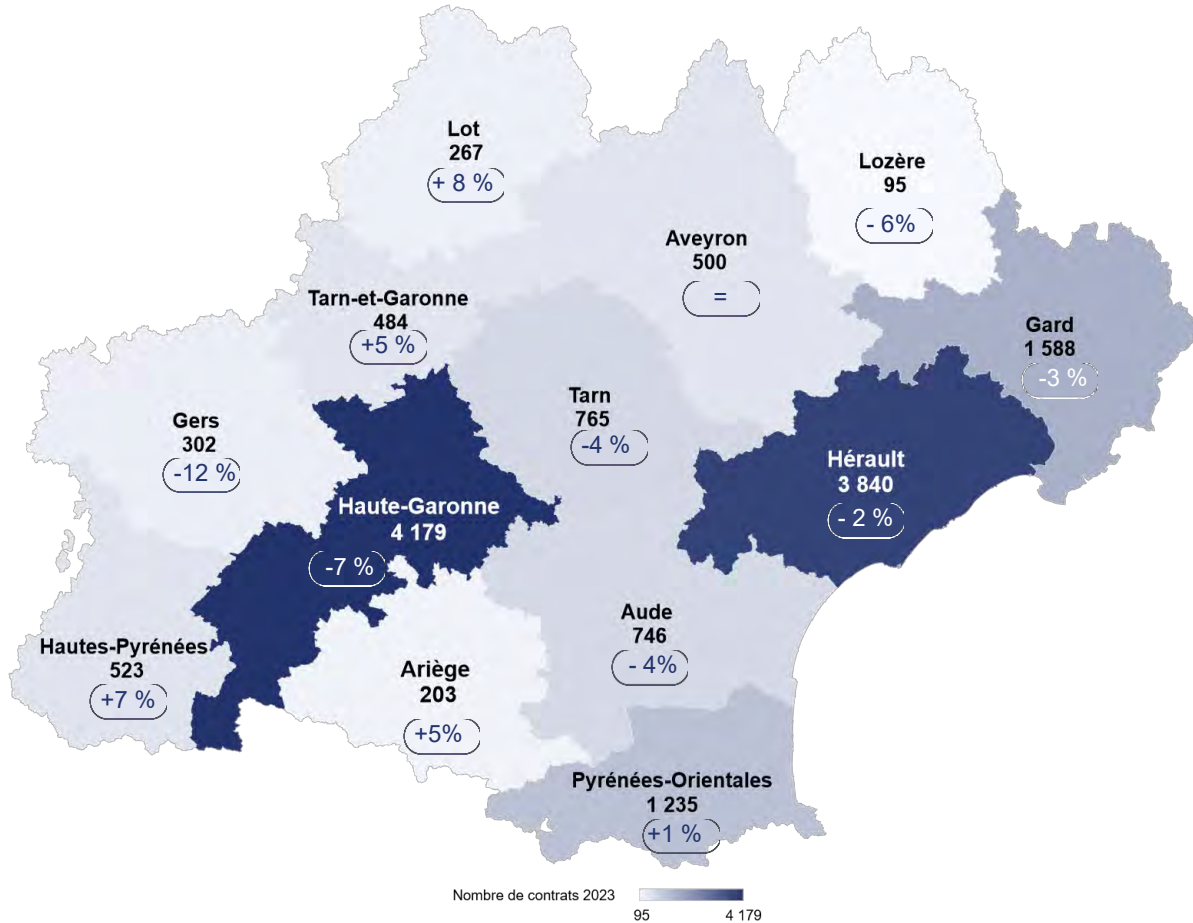 Lot
267
+ 8 %
Lozère
95
- 6%
Aveyron
500
=
Tarn-et-Garonne
484
+5 %
Gard
1 588
-3 %
Gers
302
-12 %
Tarn
765
-4 %
Hérault
3 840
- 2 %
Haute-Garonne
4 179
-7 %
Aude
746
- 4%
Hautes-Pyrénées
523
+7 %
Ariège
203
+5%
Pyrénées-Orientales
1 235
+1 %
Nombre de contrats 2023
95
4 179